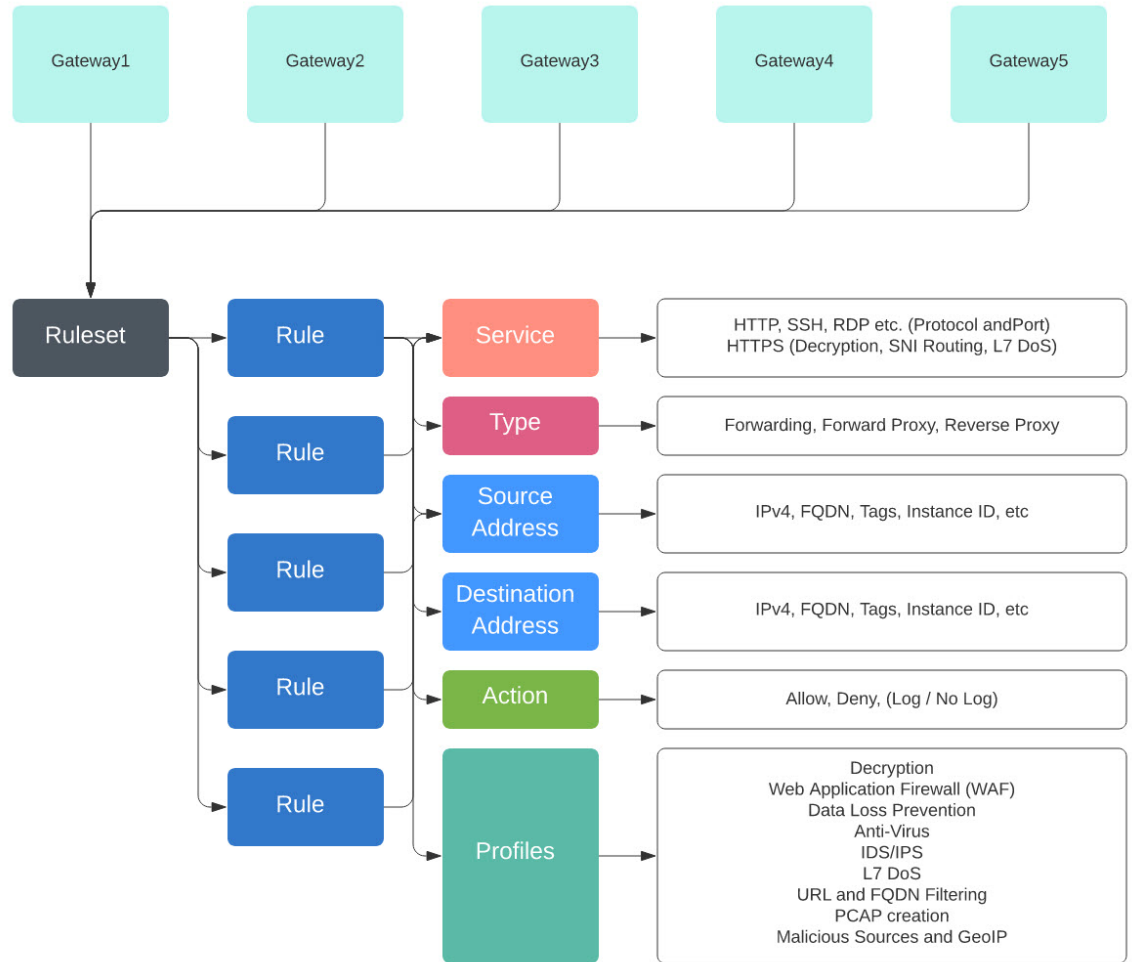 Gateway1
Gateway2
Gateway3
Gateway4
Gateway5
Ruleset
Rule
Service
HTTP, SSH, RDP etc. (Protocol andPort)
HTTPS (Decryption, SNI Routing, L7 DoS)
Rule
Type
Forwarding, Forward Proxy, Reverse Proxy
Source
Address
IPv4, FQDN, Tags, Instance ID, etc
Rule
Destination
Address
IPv4, FQDN, Tags, Instance ID, etc
Rule
Action
Allow, Deny, (Log / No Log)
Rule
Profiles
Decryption
Web Application Firewall (WAF)
Data Loss Prevention
Anti-Virus
IDS/IPS
L7 DoS
URL and FQDN Filtering
PCAP creation
Malicious Sources and GeoIP